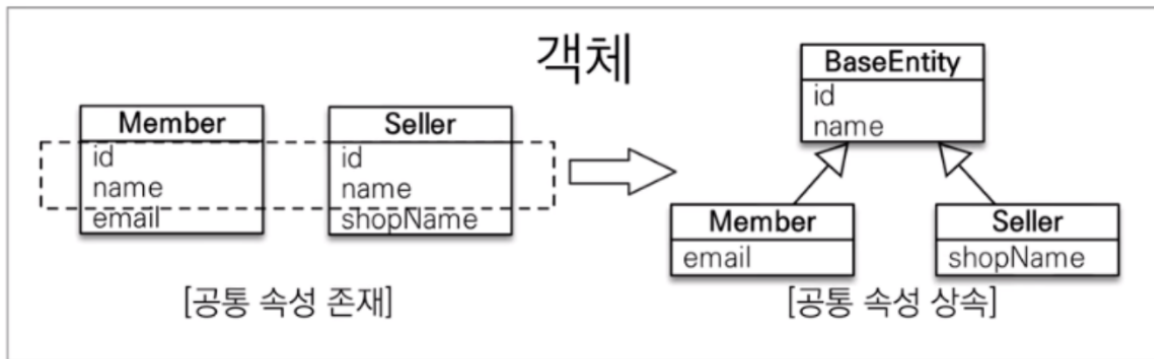 객체
Member
id
name
email
Seller
id
name
shopName
[공통 속성 존재]
BaseEntity
id
name
Member
email
Seller
shopName
[공통 속성 상속]